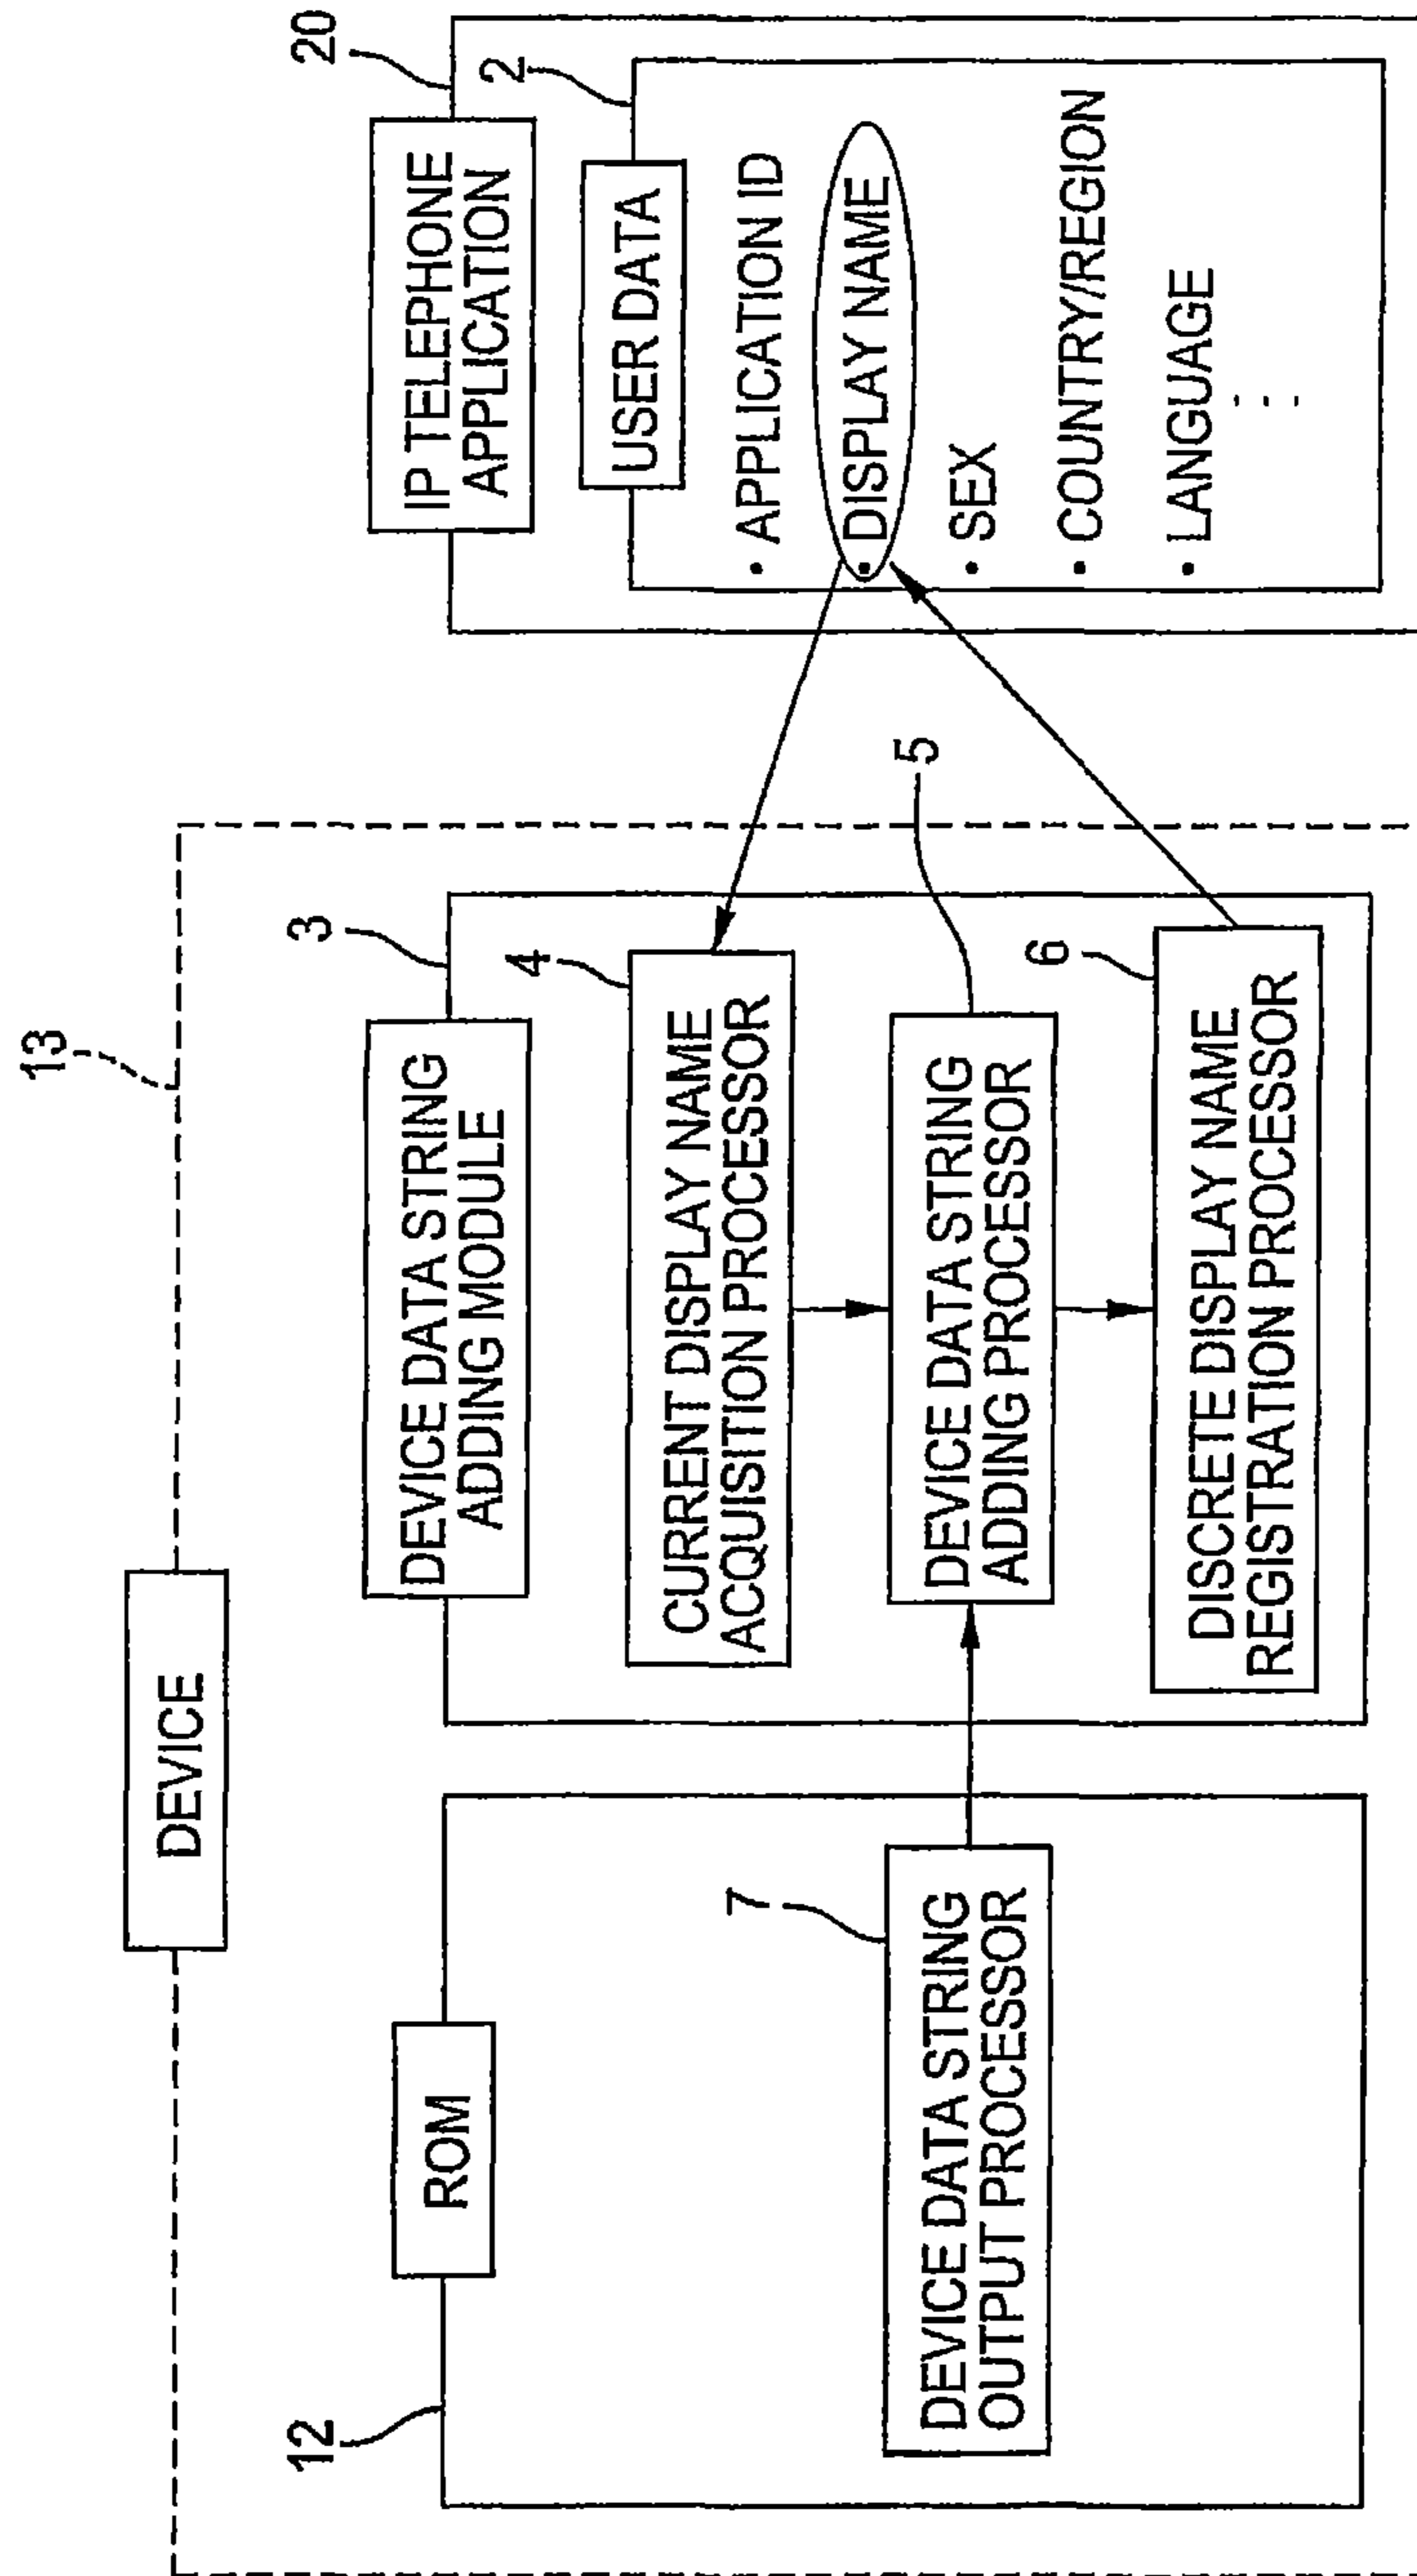 13
DEVICE
12
ROM
7
DEVICE DATA STRING
OUTPUT PROCESSOR
3
DEVICE DATA STRING
ADDING MODULE
4
CURRENT DISPLAY NAME
ACQUISITION PROCESSOR
5
DEVICE DATA STRING
ADDING PROCESSOR
6
DISCRETE DISPLAY NAME
REGISTRATION PROCESSOR
20
IP TELEPHONE
APPLICATION
2
USER DATA
• APPLICATION ID
• DISPLAY NAME
• SEX
• COUNTRY/REGION
• LANGUAGE
⋮